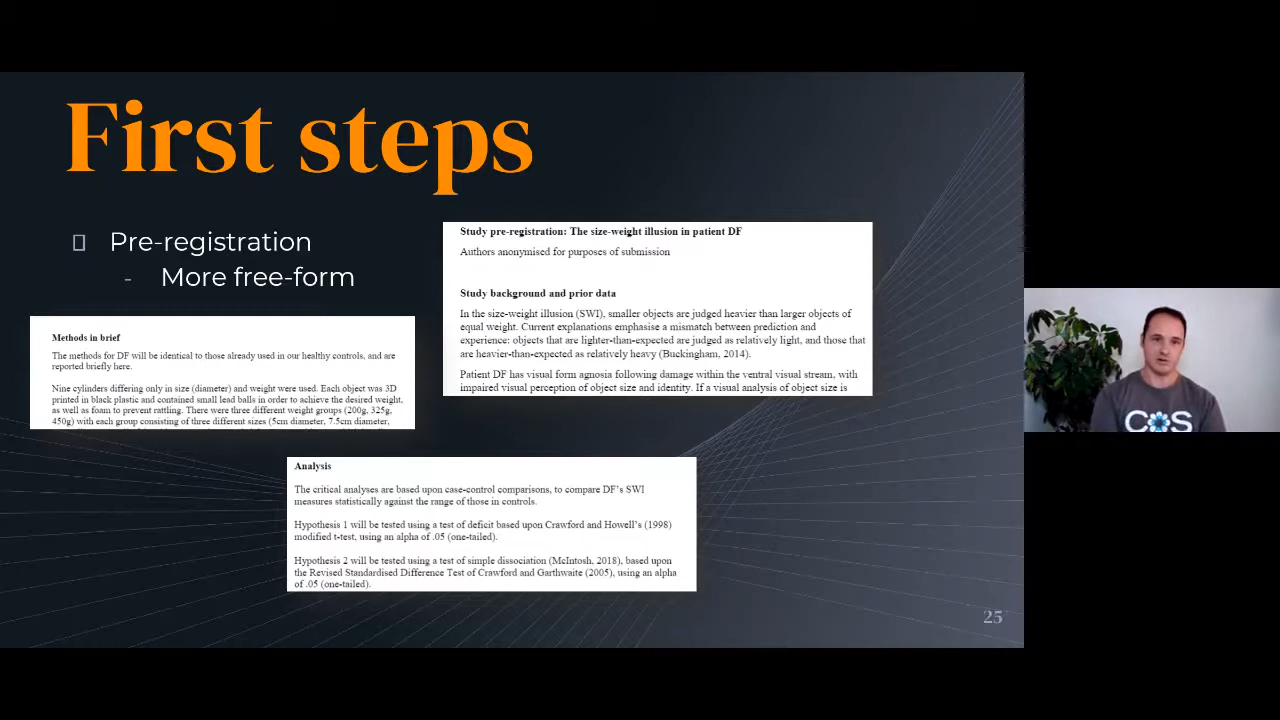 First steps
Pre-registration
- More free-form
Study pre-registration: The size-weight illusion in patient DF
Authors anonymised for purposes of submission
Study background and prior data
In the size-weight illusion (SWI), smaller objects are judged heavier than larger objects of
equal weight. Current explanations emphasise a mismatch between prediction and
experience: objects that are lighter-than-expected are judged as relatively light, and those that
are heavier-than-expected as relatively heavy (Buckingham, 2014).
Patient DF has visual form agnosia following damage within the ventral visual stream, with
impaired visual perception of object size and identity. If a visual analysis of object size is
Methods in brief
The methods for DF will be identical to those already used in our healthy controls, and are
reported briefly here.
Nine cylinders differing only in size (diameter) and weight were used. Each object was 3D
printed in black plastic and contained small lead balls in order to achieve the desired weight,
as well as foam to prevent rattling. There were three different weight groups (200g, 325g,
450g) with each group consisting of three different sizes (5cm diameter, 7.5cm diameter,
Analysis
The critical analyses are based upon case-control comparisons, to compare DF's SWI
measures statistically against the range of those in controls.
Hypothesis 1 will be tested using a test of deficit based upon Crawford and Howell's (1998)
modified t-test, using an alpha of .05 (one-tailed).
Hypothesis 2 will be tested using a test of simple dissociation (McIntosh, 2018), based upon
the Revised Standardised Difference Test of Crawford and Garthwaite (2005), using an alpha
of .05 (one-tailed).
25
COS